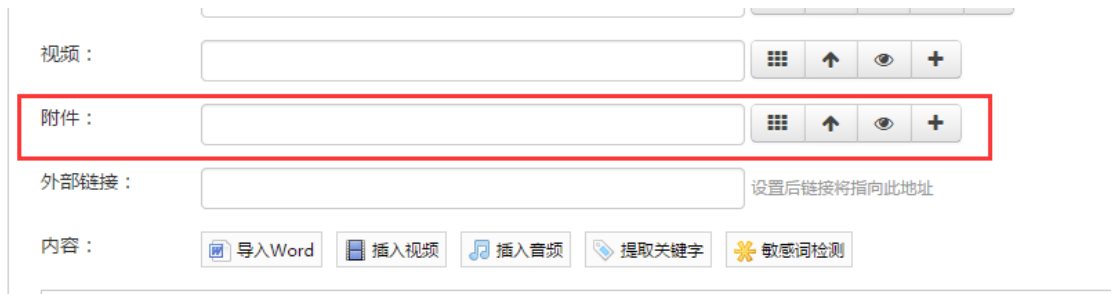 视频：
附件：
外部链接：
设置后链接将指向此地址
内容：
导入Word 插入视频 插入音频 提取关键字 敏感词检测